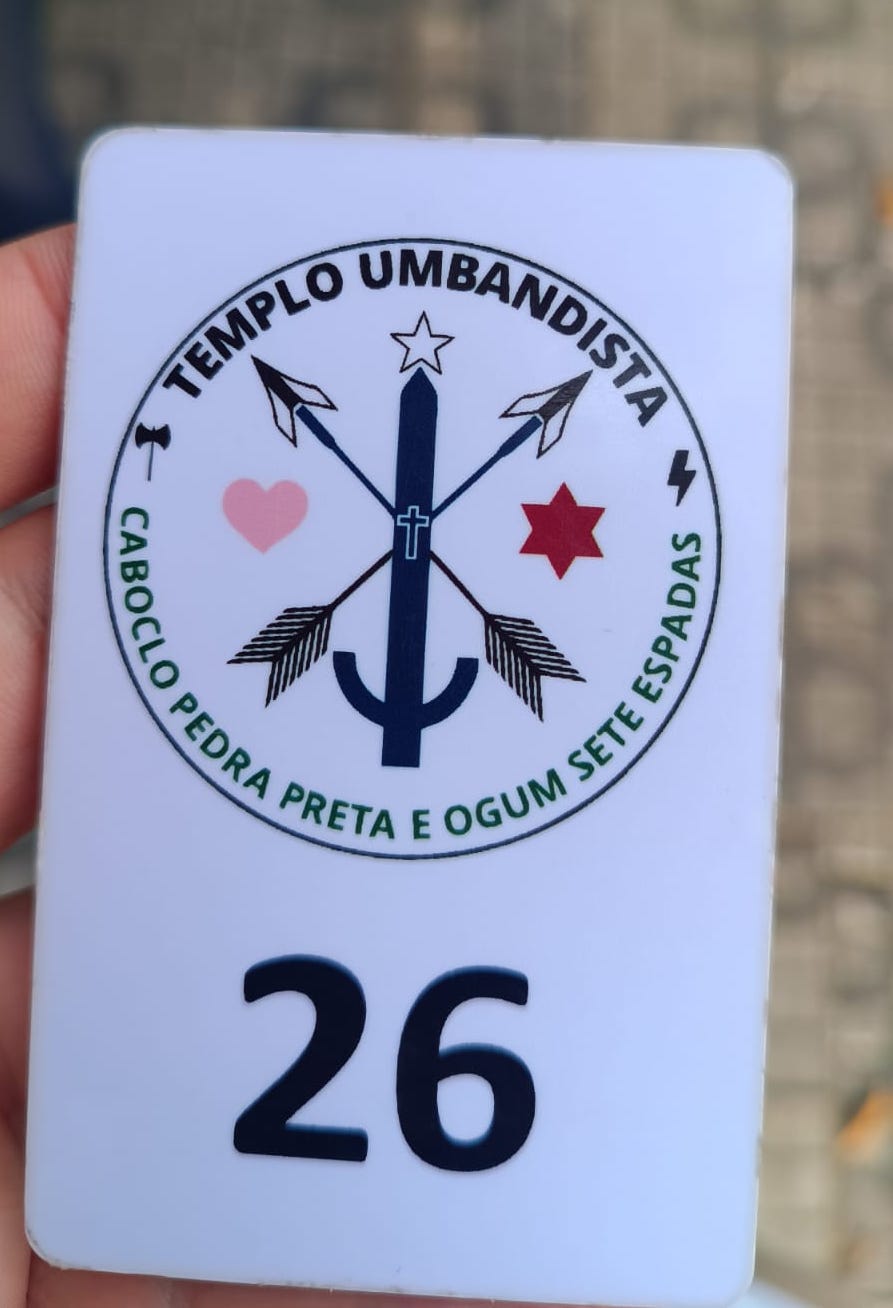 TEMPLO UMBANDISTA
CABOCLO PEDRA PRETA E OGUM SETE ESPADAS
26